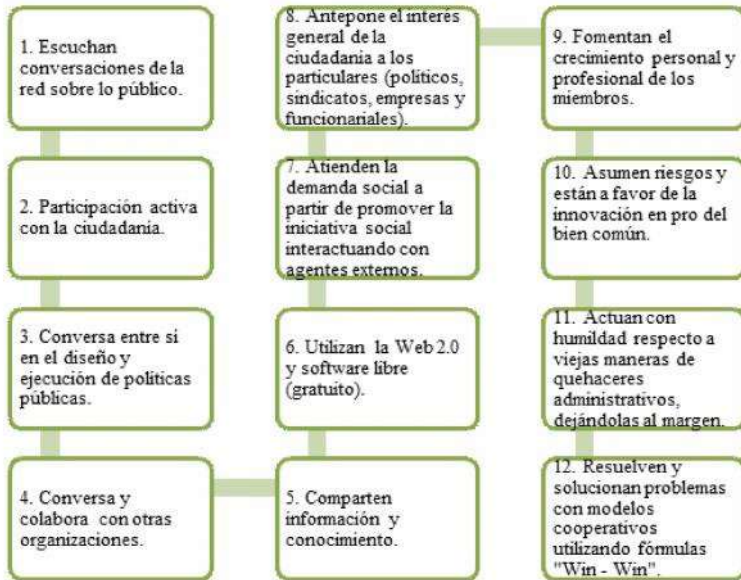 1. Escuchan
conversaciones de la
red sobre lo público.
2. Participación activa
con la ciudadanía.
3. Conversa entre sí
en el diseño y
ejecución de políticas
públicas.
4. Conversa y
colabora con otras
organizaciones.
5. Comparten
información y
conocimiento.
6. Utilizan la Web 2.0
y software libre
(gratuito).
7. Atienden la
demanda social a
partir de promover la
iniciativa social
interactuando con
agentes externos.
8. Antepone el interés
general de la
ciudadanía a los
particulares (políticos,
sindicatos, empresas y
funcionariales).
9. Fomentan el
crecimiento personal y
profesional de los
miembros.
10. Asumen riesgos y
están a favor de la
innovación en pro del
bien común.
11. Actuan con
humildad respecto a
viejas maneras de
quehaceres
administrativos,
dejándolas al margen.
12. Resuelven y
solucionan problemas
con modelos
cooperativos
utilizando fórmulas
"Win - Win".